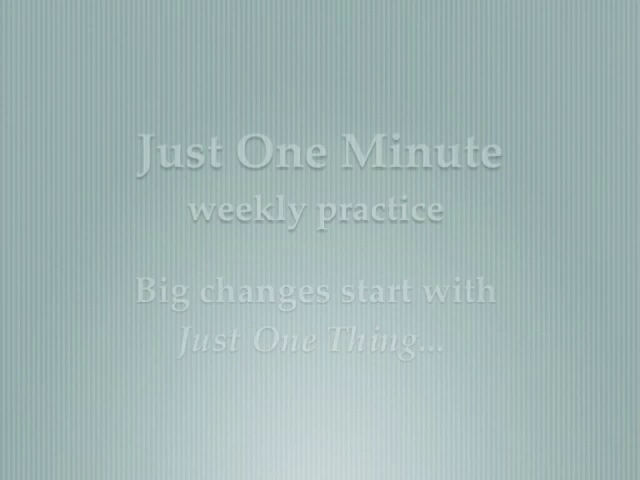 Just One Minute
weekly practice
Big changes start with
Just One Thing...